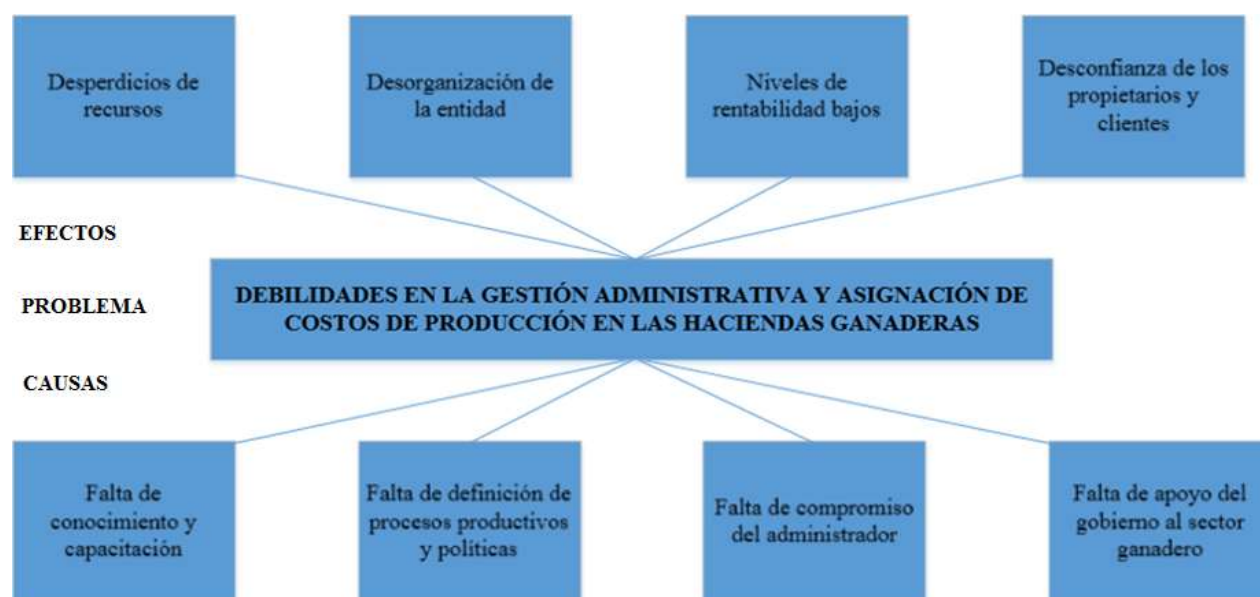 Desperdicios de
recursos
Desorganización de
la entidad
Niveles de
rentabilidad bajos
Desconfianza de los
propietarios y
clientes
EFECTOS
PROBLEMA
DEBILIDADES EN LA GESTIÓN ADMINISTRATIVA Y ASIGNACIÓN DE
COSTOS DE PRODUCCIÓN EN LAS HACIENDAS GANADERAS
CAUSAS
Falta de
conocimiento y
capacitación
Falta de definición de
procesos productivos
y políticas
Falta de compromiso
del administrador
Falta de apoyo del
gobierno al sector
ganadero